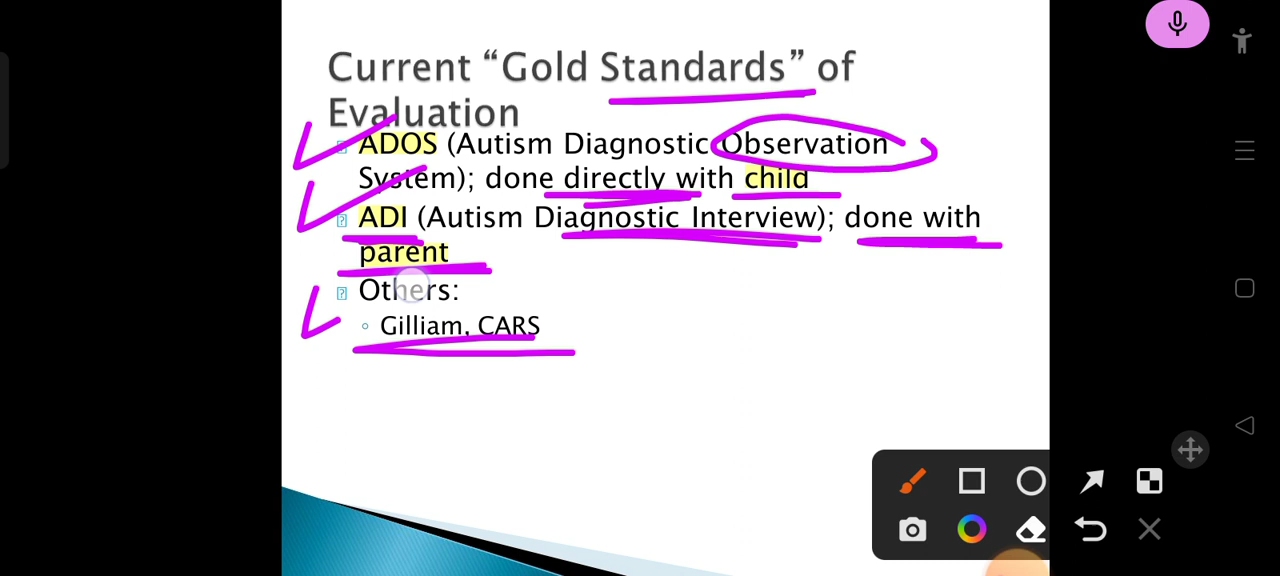 Current “Gold Standards” of
Evaluation
ADOS (Autism Diagnostic Observation
System); done directly with child
ADI (Autism Diagnostic Interview); done with
parent
Others:
Gilliam, CARS